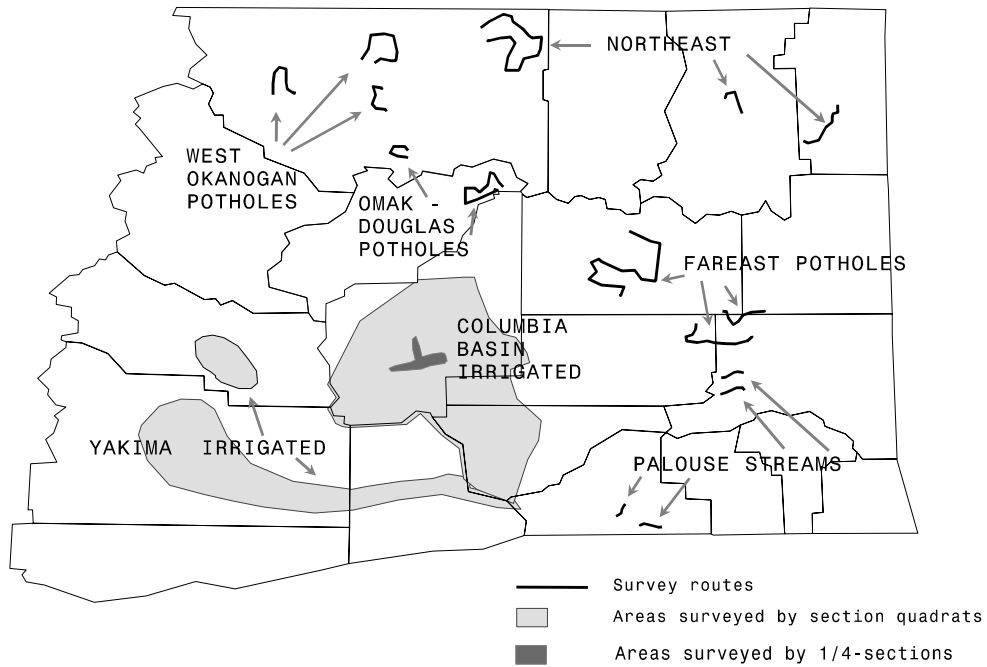 NORTHEAST
WEST
OKANOGAN
POTHOLES
OMAK -
DOUGLAS
POTHOLES
FAREAST POTHOLES
COLUMBIA
BASIN
IRRIGATED
YAKIMA IRRIGATED
PALOUSE STREAMS
Survey routes
Areas surveyed by section quadrats
Areas surveyed by 1/4-sections